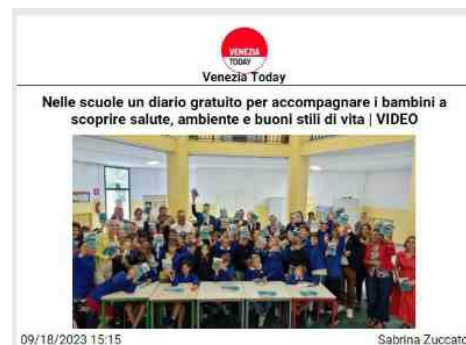 VENEZIA
TODAY
Venezia Today
Nelle scuole un diario gratuito per accompagnare i bambini a
scoprire salute, ambiente e buoni stili di vita | VIDEO
09/18/2023 15:15 Sabrina Zuccato